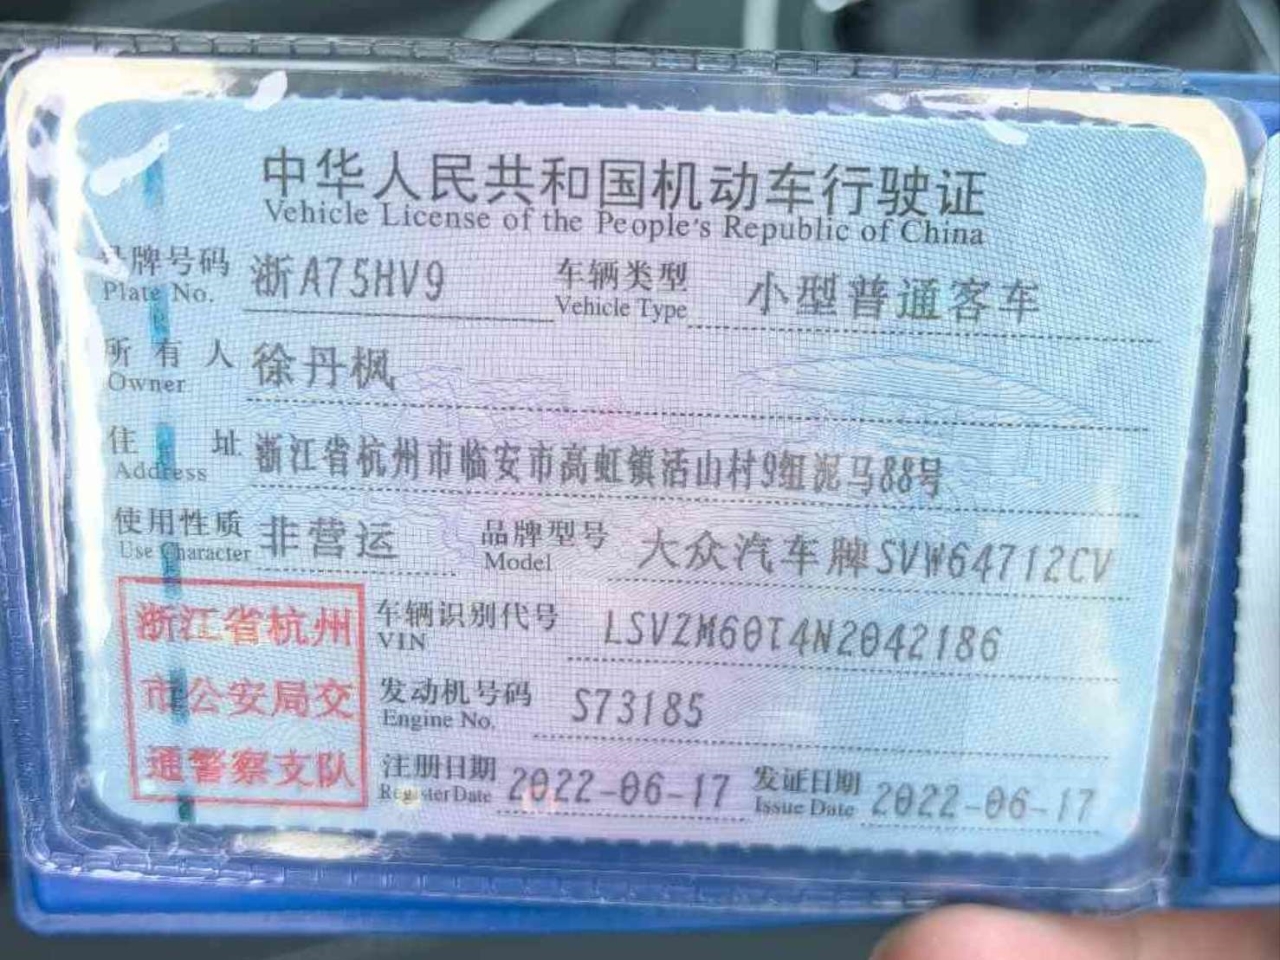 中华人民共和国机动车行驶证
Vehicle License of the People's Republic of China
号牌号码 浙A75HV9 车辆类型 小型普通客车
Plate No. Vehicle Type
所有人 徐丹枫
Owner
住址 浙江省杭州市临安市高虹镇活山村9组泥马88号
Address
使用性质 非营运 品牌型号 大众汽车牌SVW64712CV
Use Character Model
浙江省杭州
市公安局交
通警察支队
车辆识别代号 LSV2M60T4N2042186
VIN
发动机号码 S73185
Engine No.
注册日期 2022-06-17 发证日期 2022-06-17
Register Date Issue Date